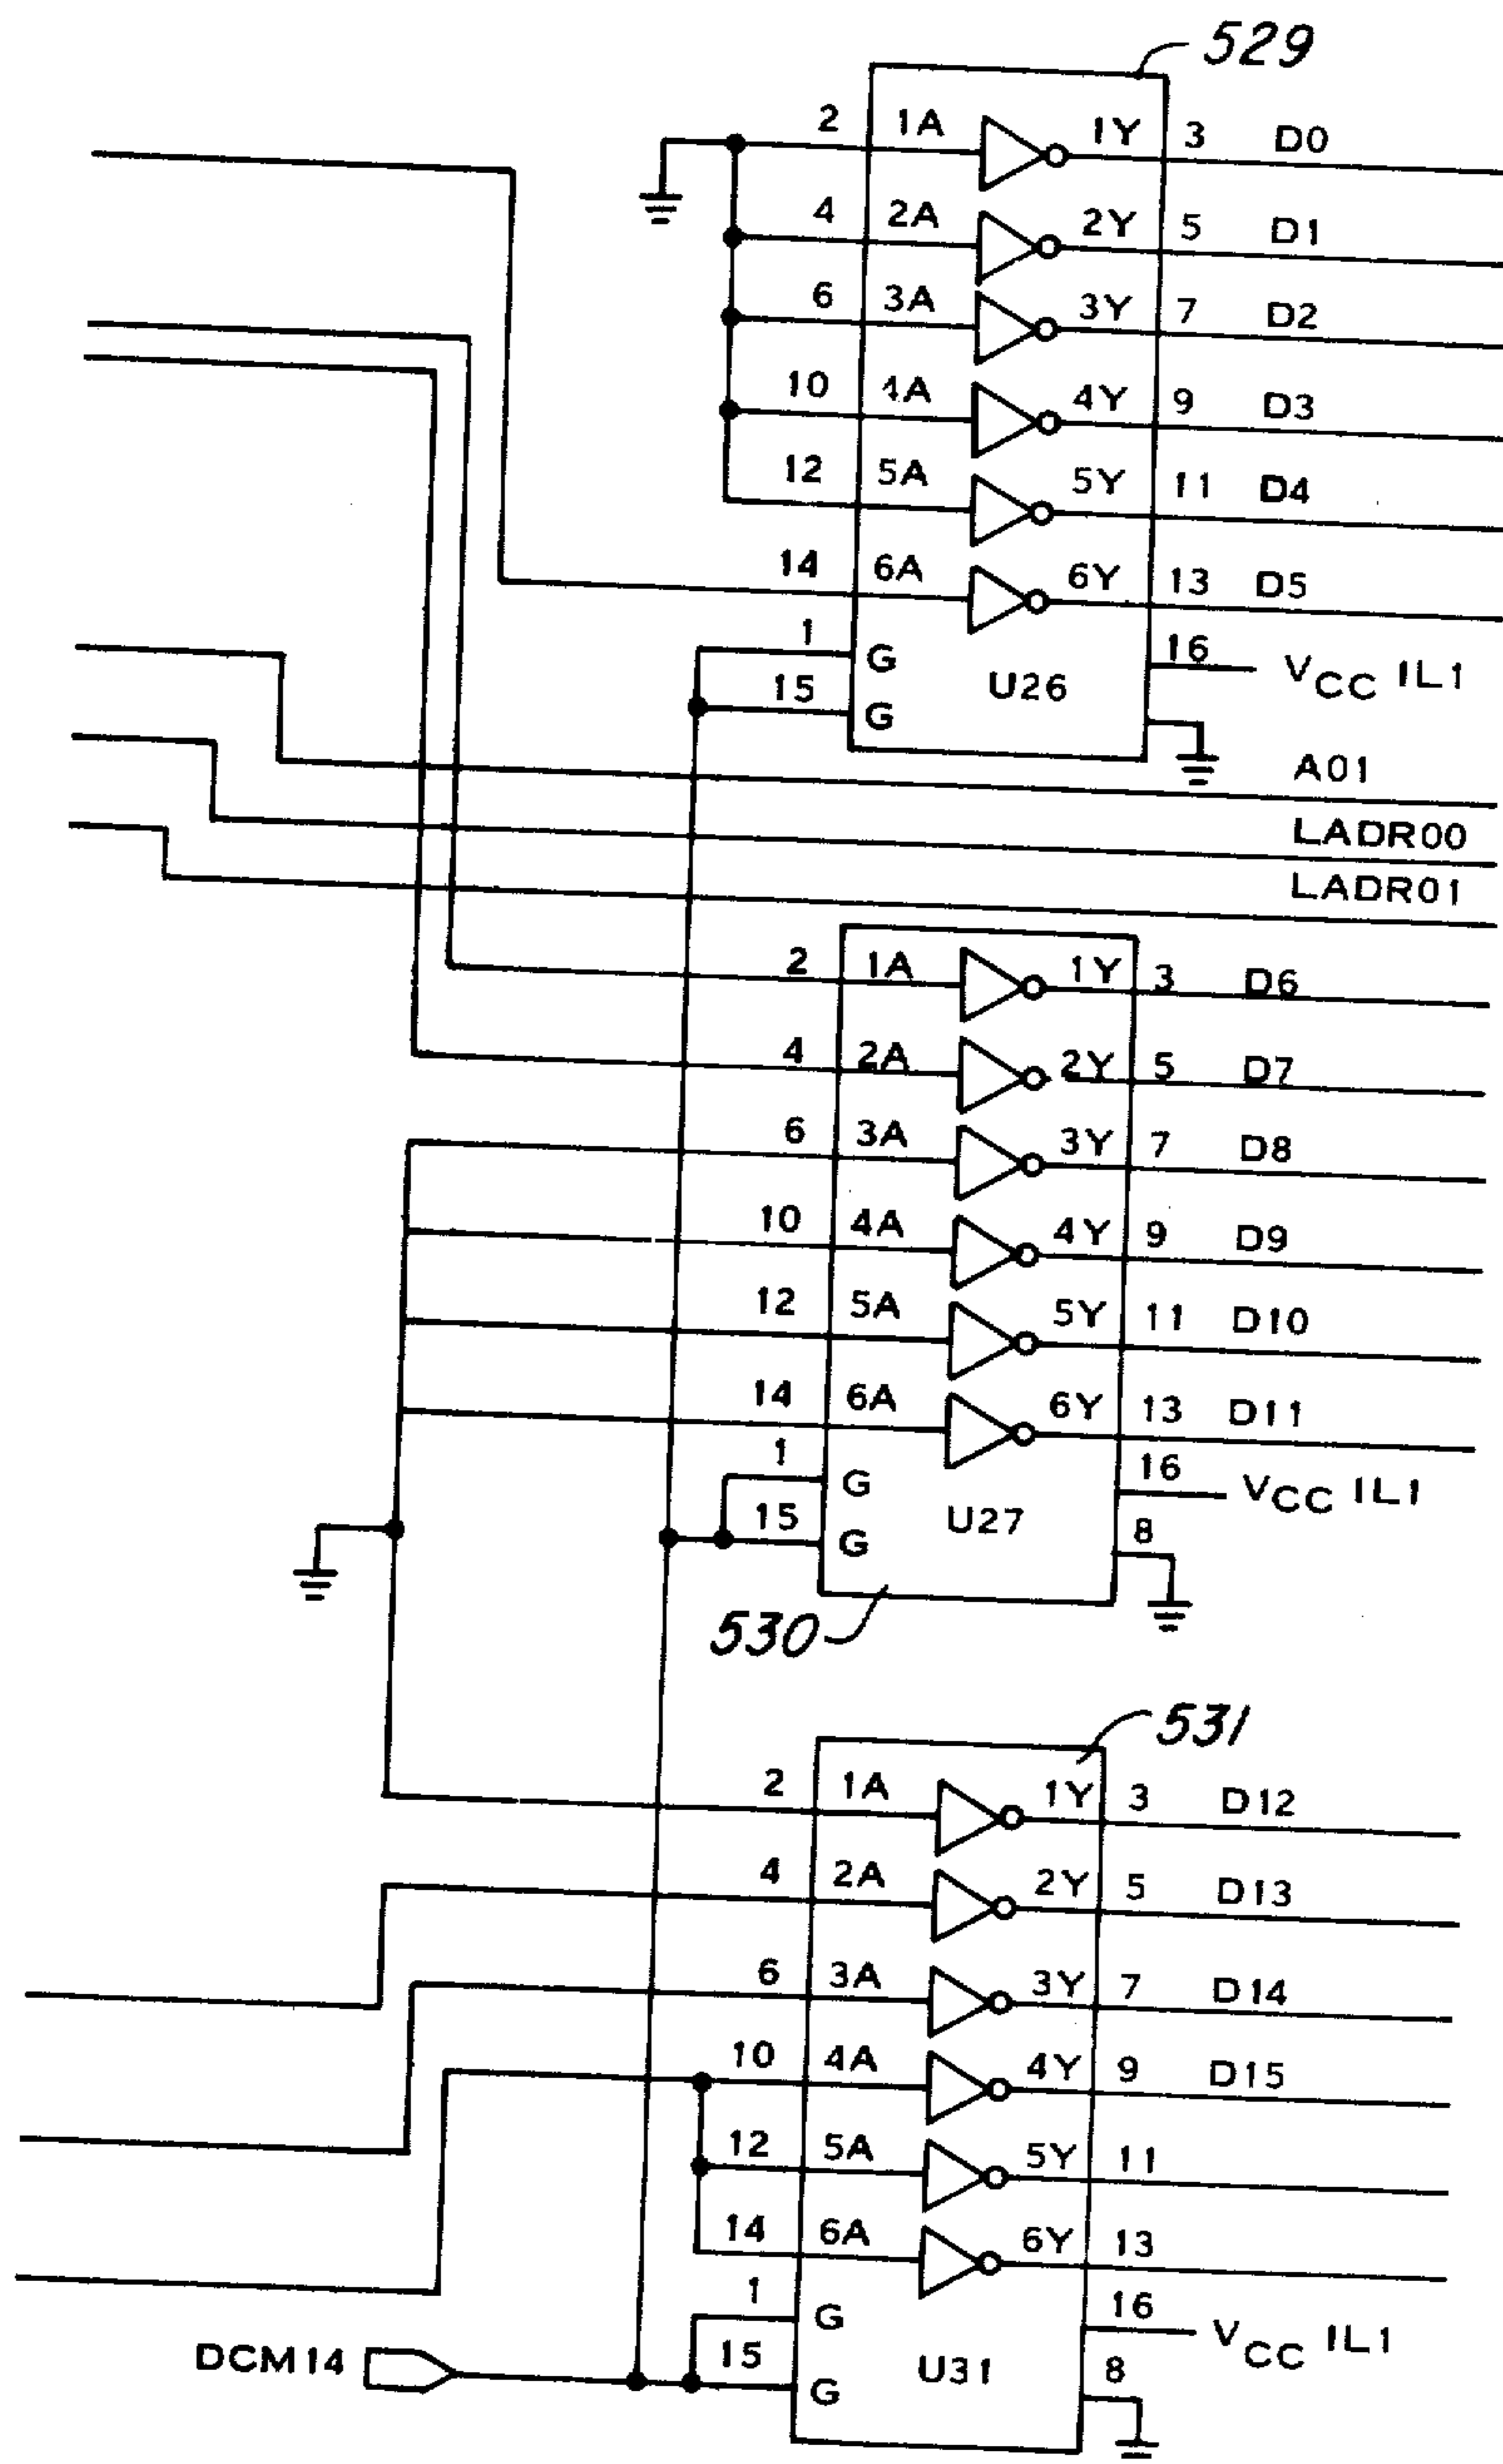 529
2 1A 1Y 3 D0
4 2A 2Y 5 D1
6 3A 3Y 7 D2
10 4A 4Y 9 D3
12 5A 5Y 11 D4
14 6A 6Y 13 D5
1 G 16 VCC IL1
15 G U26
A01
LADR00
LADR01
2 1A 1Y 3 D6
4 2A 2Y 5 D7
6 3A 3Y 7 D8
10 4A 4Y 9 D9
12 5A 5Y 11 D10
14 6A 6Y 13 D11
1 G 16 VCC IL1
15 G U27 8
530
531
2 1A 1Y 3 D12
4 2A 2Y 5 D13
6 3A 3Y 7 D14
10 4A 4Y 9 D15
12 5A 5Y 11
14 6A 6Y 13
1 G 16 VCC IL1
DCM14 15 G U31 8